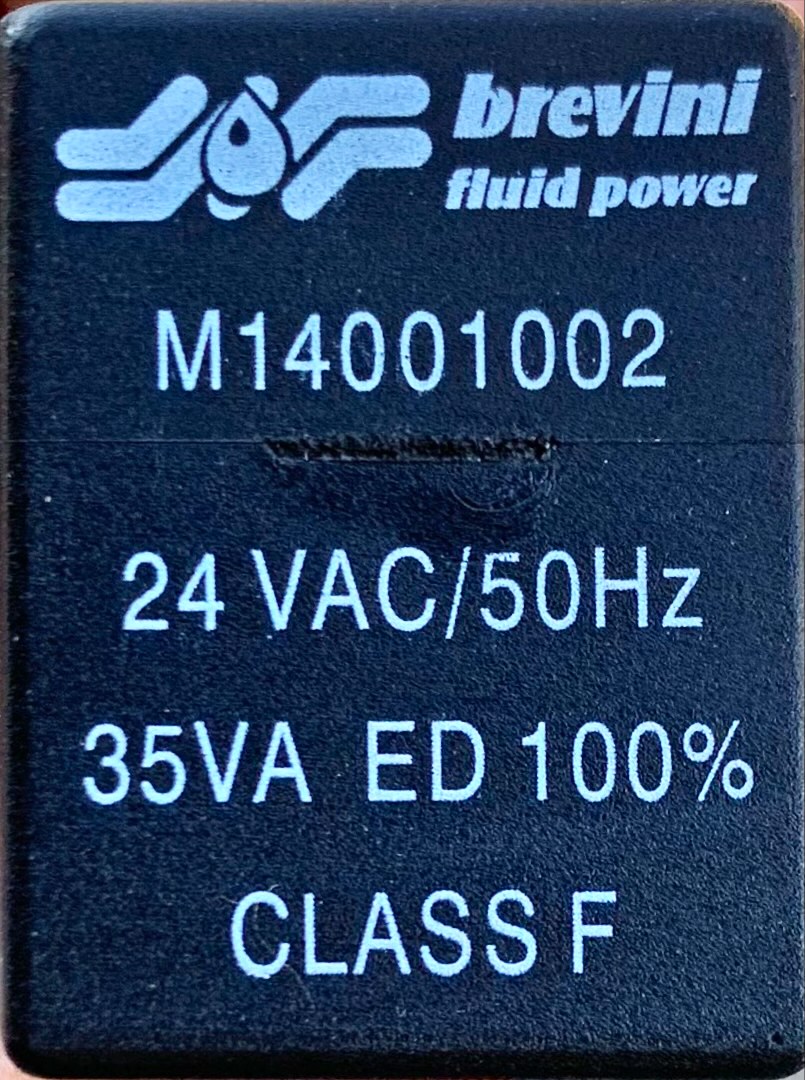 brevini
fluid power
M14001002
24 VAC/50Hz
35VA ED 100%
CLASS F